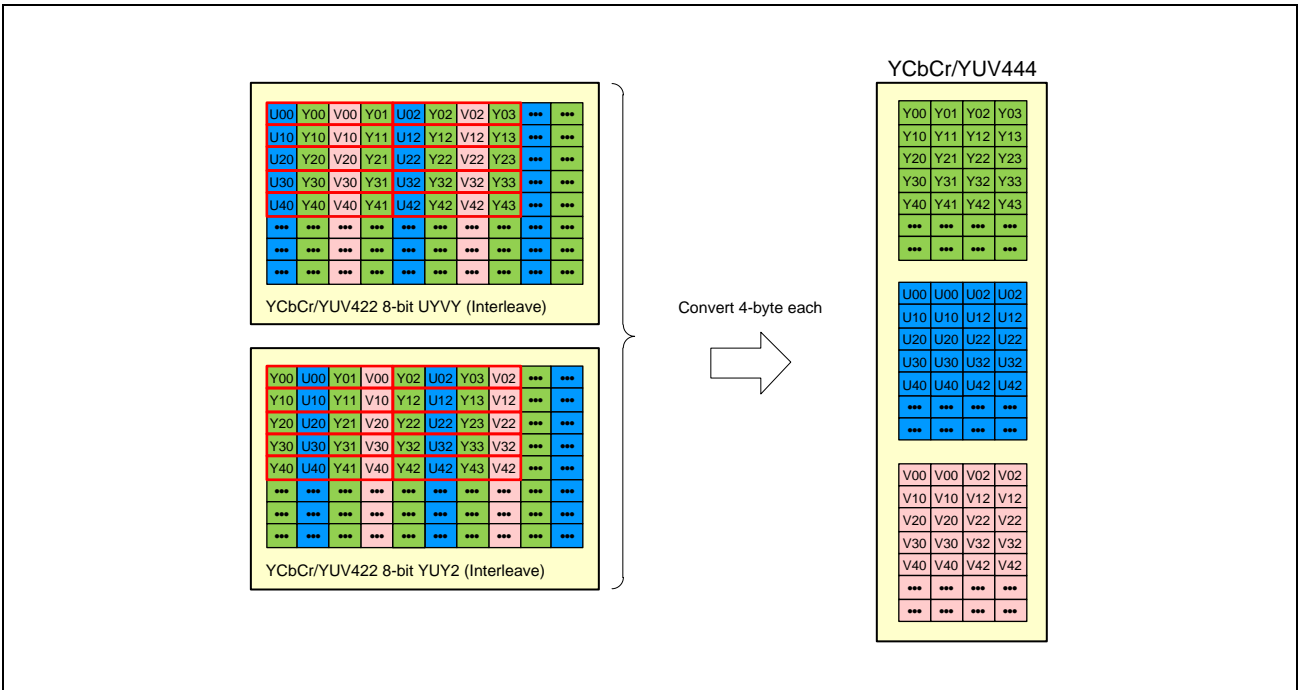 U00 Y00 V00 Y01 U02 Y02 V02 Y03 ••• •••
U10 Y10 V10 Y11 U12 Y12 V12 Y13 ••• •••
U20 Y20 V20 Y21 U22 Y22 V22 Y23 ••• •••
U30 Y30 V30 Y31 U32 Y32 V32 Y33 ••• •••
U40 Y40 V40 Y41 U42 Y42 V42 Y43 ••• •••
••• ••• ••• ••• ••• ••• ••• ••• ••• •••
••• ••• ••• ••• ••• ••• ••• ••• ••• •••
••• ••• ••• ••• ••• ••• ••• ••• ••• •••
YCbCr/YUV422 8-bit UYVY (Interleave)
Y00 U00 Y01 V00 Y02 U02 Y03 V02 ••• •••
Y10 U10 Y11 V10 Y12 U12 Y13 V12 ••• •••
Y20 U20 Y21 V20 Y22 U22 Y23 V22 ••• •••
Y30 U30 Y31 V30 Y32 U32 Y33 V32 ••• •••
Y40 U40 Y41 V40 Y42 U42 Y43 V42 ••• •••
••• ••• ••• ••• ••• ••• ••• ••• ••• •••
••• ••• ••• ••• ••• ••• ••• ••• ••• •••
••• ••• ••• ••• ••• ••• ••• ••• ••• •••
YCbCr/YUV422 8-bit YUY2 (Interleave)
Convert 4-byte each
YCbCr/YUV444
Y00 Y01 Y02 Y03
Y10 Y11 Y12 Y13
Y20 Y21 Y22 Y23
Y30 Y31 Y32 Y33
Y40 Y41 Y42 Y43
••• ••• ••• •••
••• ••• ••• •••
U00 U00 U02 U02
U10 U10 U12 U12
U20 U20 U22 U22
U30 U30 U32 U32
U40 U40 U42 U42
••• ••• ••• •••
••• ••• ••• •••
V00 V00 V02 V02
V10 V10 V12 V12
V20 V20 V22 V22
V30 V30 V32 V32
V40 V40 V42 V42
••• ••• ••• •••
••• ••• ••• •••